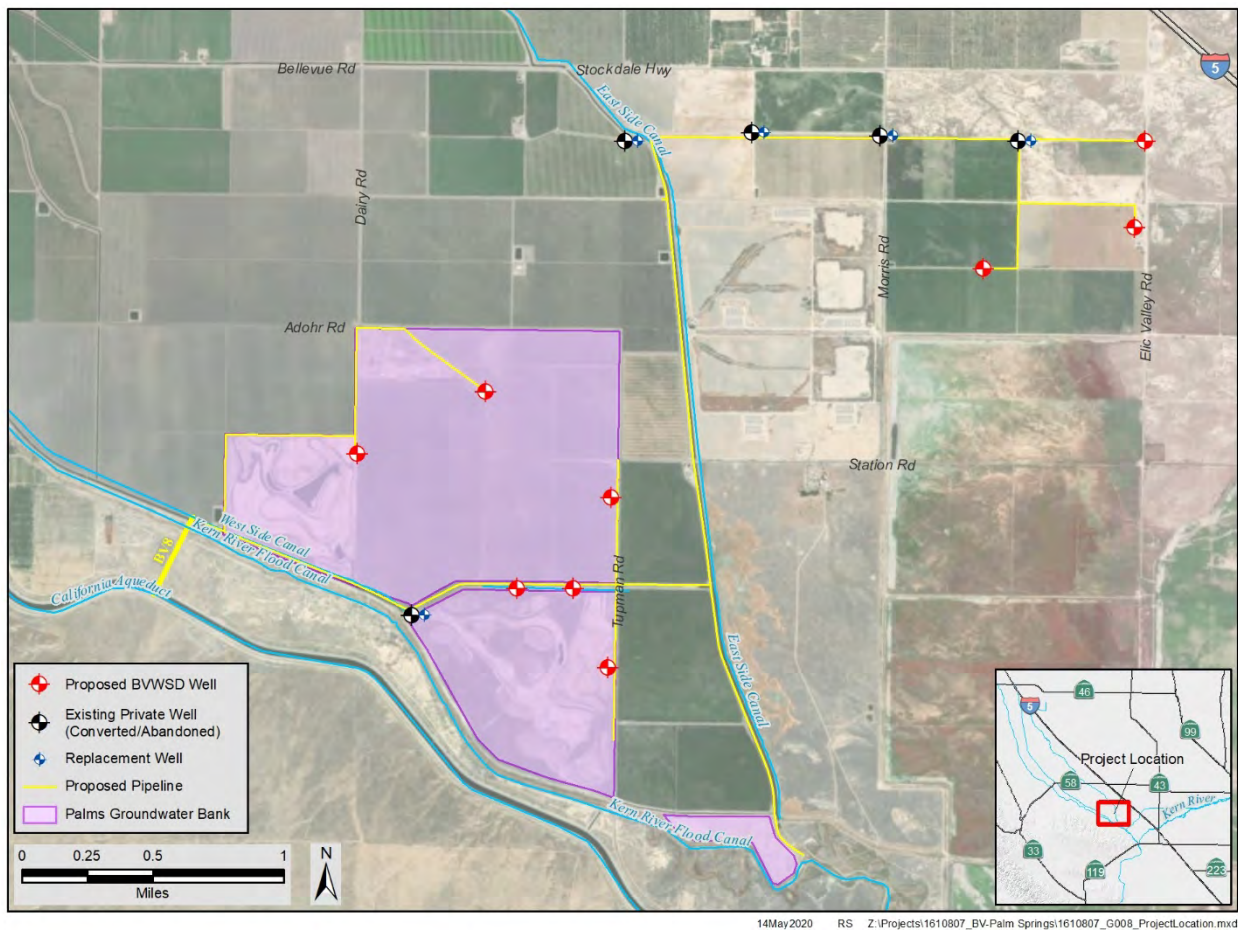 Bellevue Rd
Stockdale Hwy
5
East Side Canal
Dairy Rd
Morris Rd
Elic Valley Rd
Adohr Rd
Station Rd
West Side Canal
Kern River Flood Canal
BV8
California Aqueduct
Tupman Rd
East Side Canal
Kern River Flood Canal
Proposed BVWSD Well
Existing Private Well
(Converted/Abandoned)
Replacement Well
Proposed Pipeline
Palms Groundwater Bank
0 0.25 0.5 1
Miles
N
46
5
99
Project Location
58
43
Kern River
33
119
223
14May2020 RS Z:\Projects\1610807_BV-Palm Springs\1610807_G008_ProjectLocation.mxd